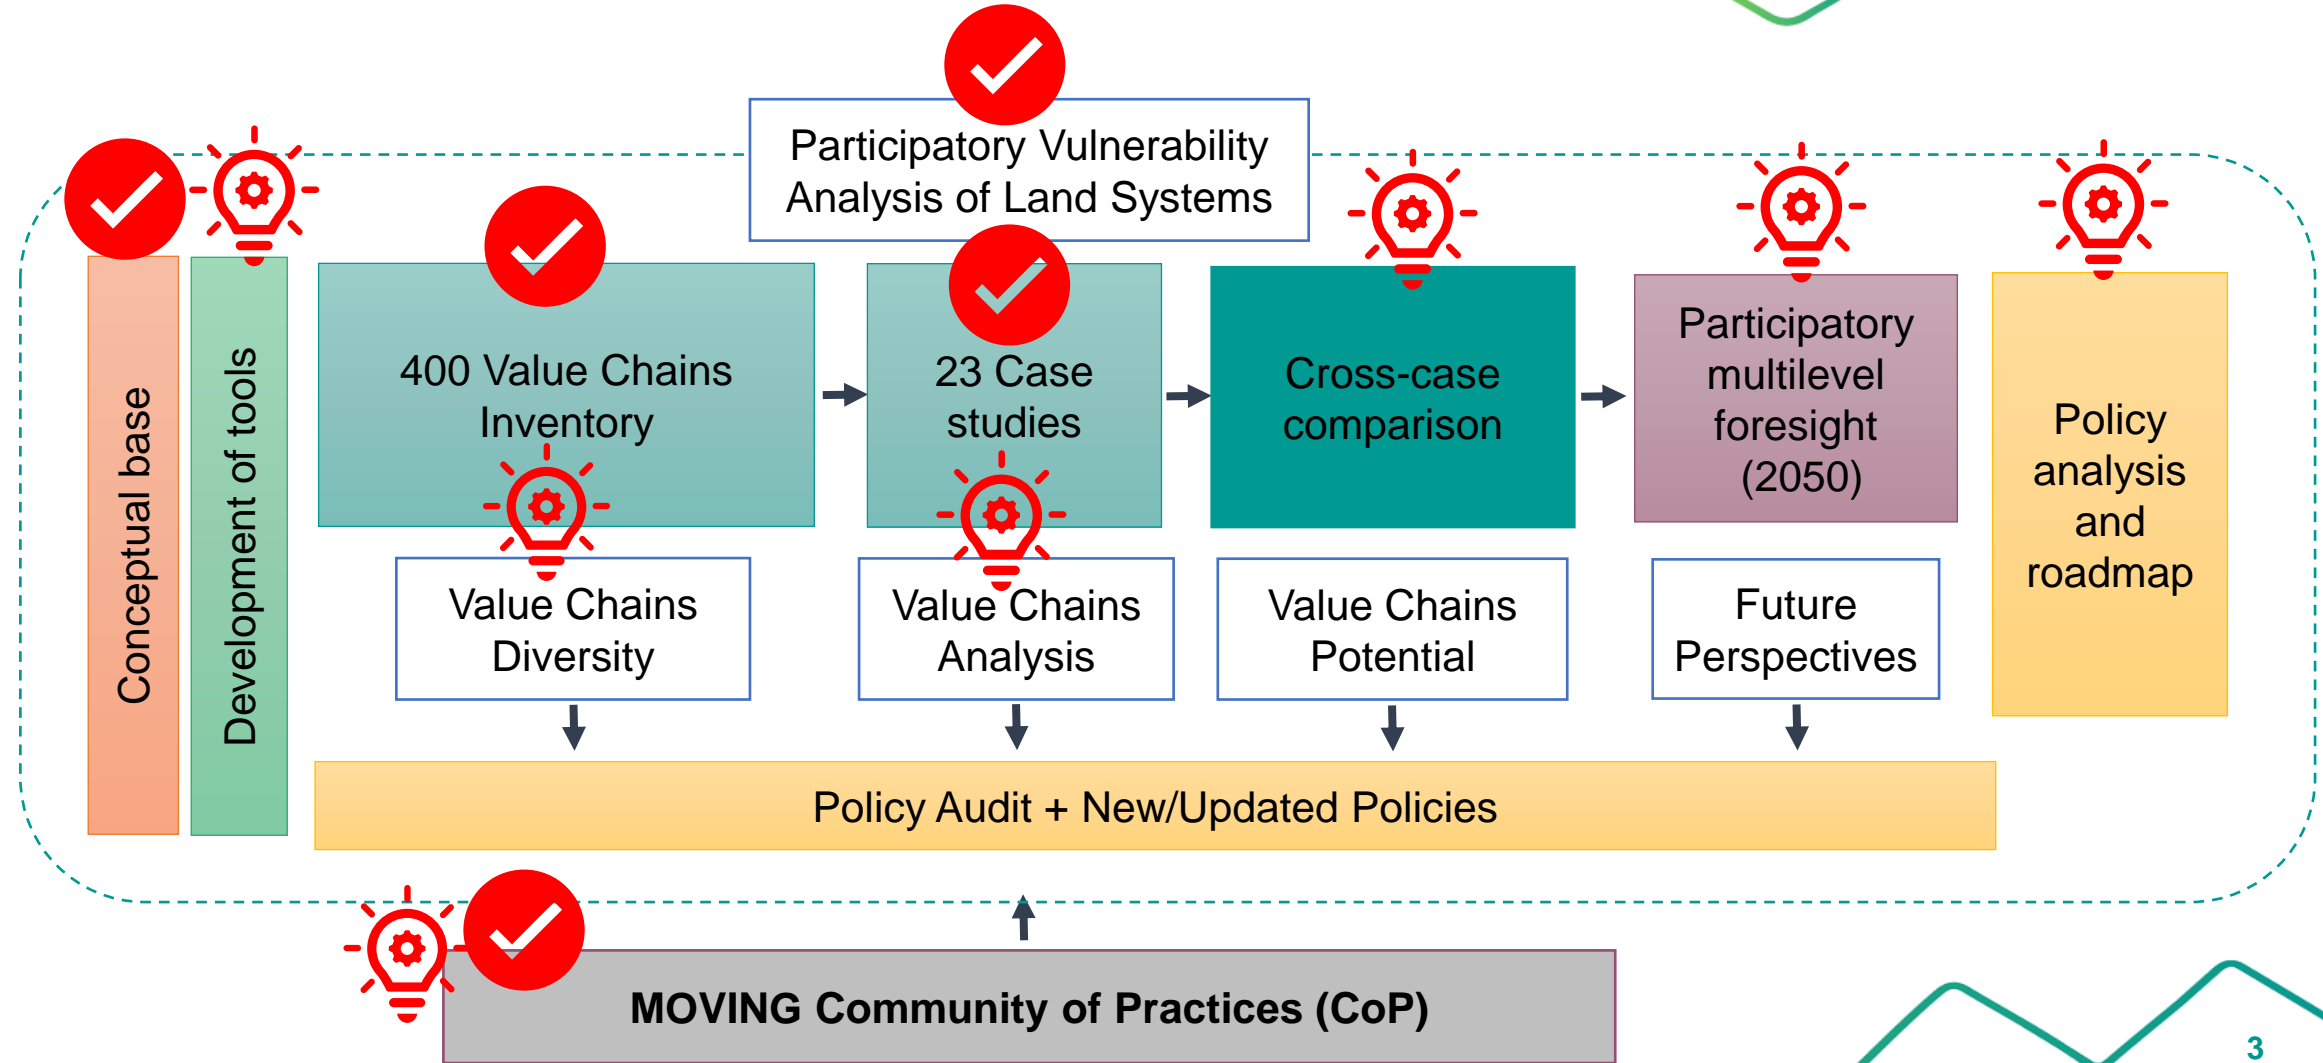 Participatory Vulnerability
Analysis of Land Systems
Conceptual base
Development of tools
400 Value Chains
Inventory
23 Case
studies
Cross-case
comparison
Participatory
multilevel
foresight
(2050)
Policy
analysis
and
roadmap
Value Chains
Diversity
Value Chains
Analysis
Value Chains
Potential
Future
Perspectives
Policy Audit + New/Updated Policies
MOVING Community of Practices (CoP)
3